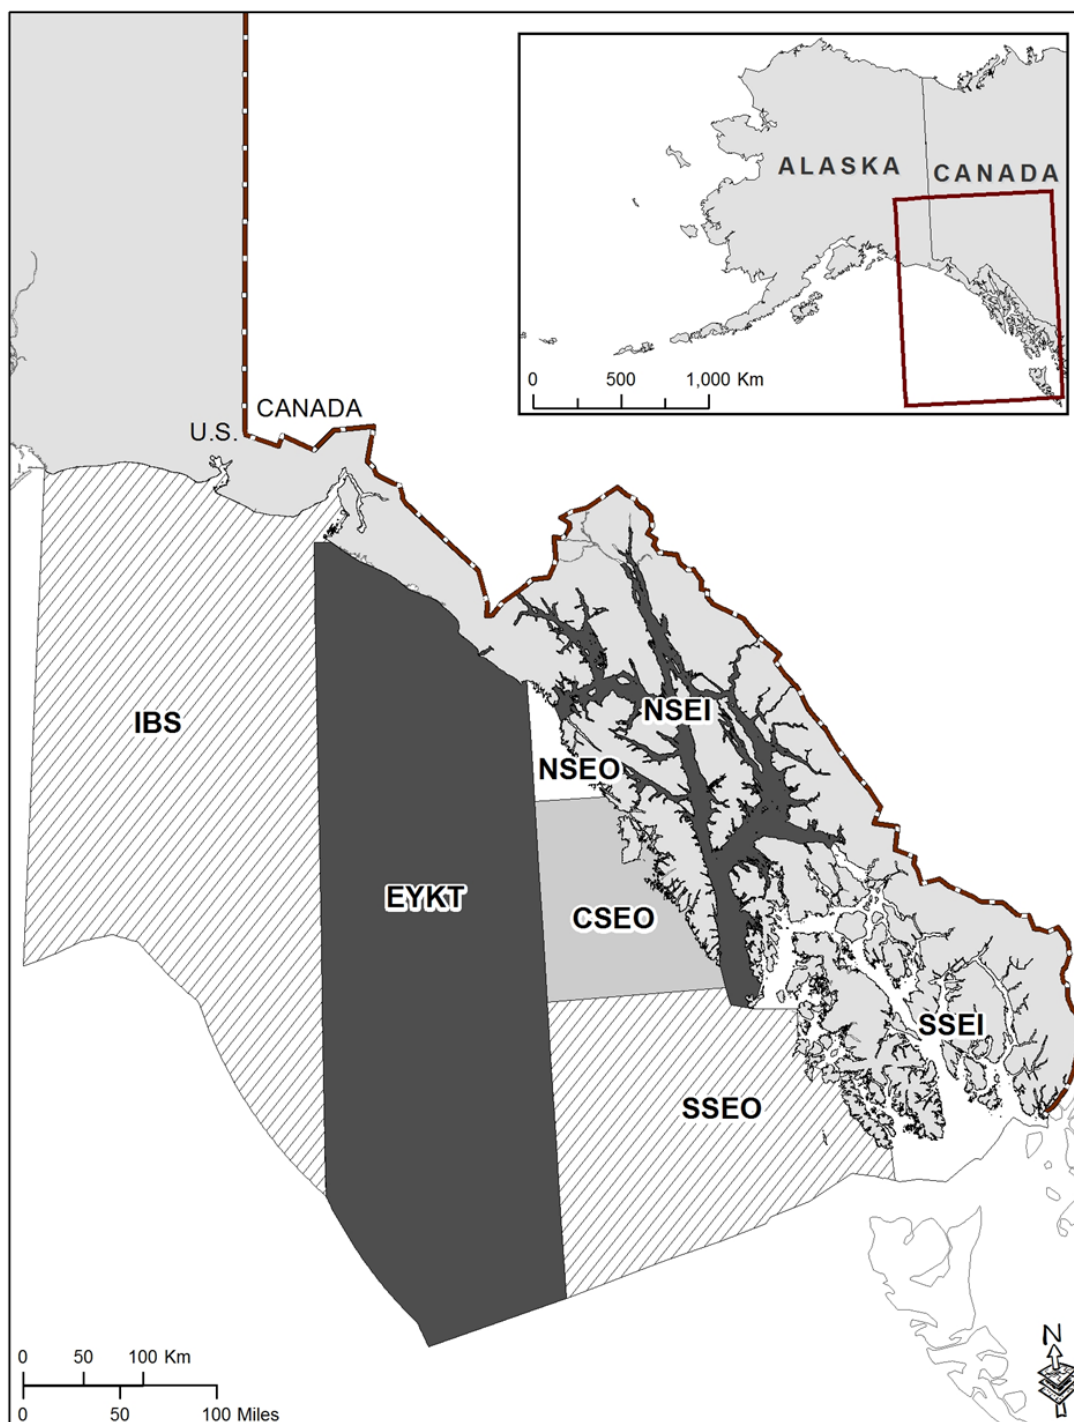 ALASKA
CANADA
0 500 1,000 Km
CANADA
U.S.
IBS
NSEI
NSEO
EYKT
CSEO
SSEI
SSEO
N
0 50 100 Km
0 50 100 Miles